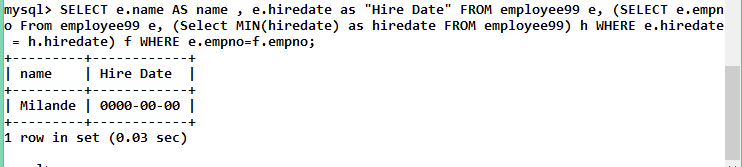 mysql> SELECT e.name AS name , e.hiredate as "Hire Date" FROM employee99 e, (SELECT e.empn
o From employee99 e, (Select MIN(hiredate) as hiredate FROM employee99) h WHERE e.hiredate
 = h.hiredate) f WHERE e.empno=f.empno;
+---------+------------+
| name    | Hire Date  |
+---------+------------+
| Milande | 0000-00-00 |
+---------+------------+
1 row in set (0.03 sec)